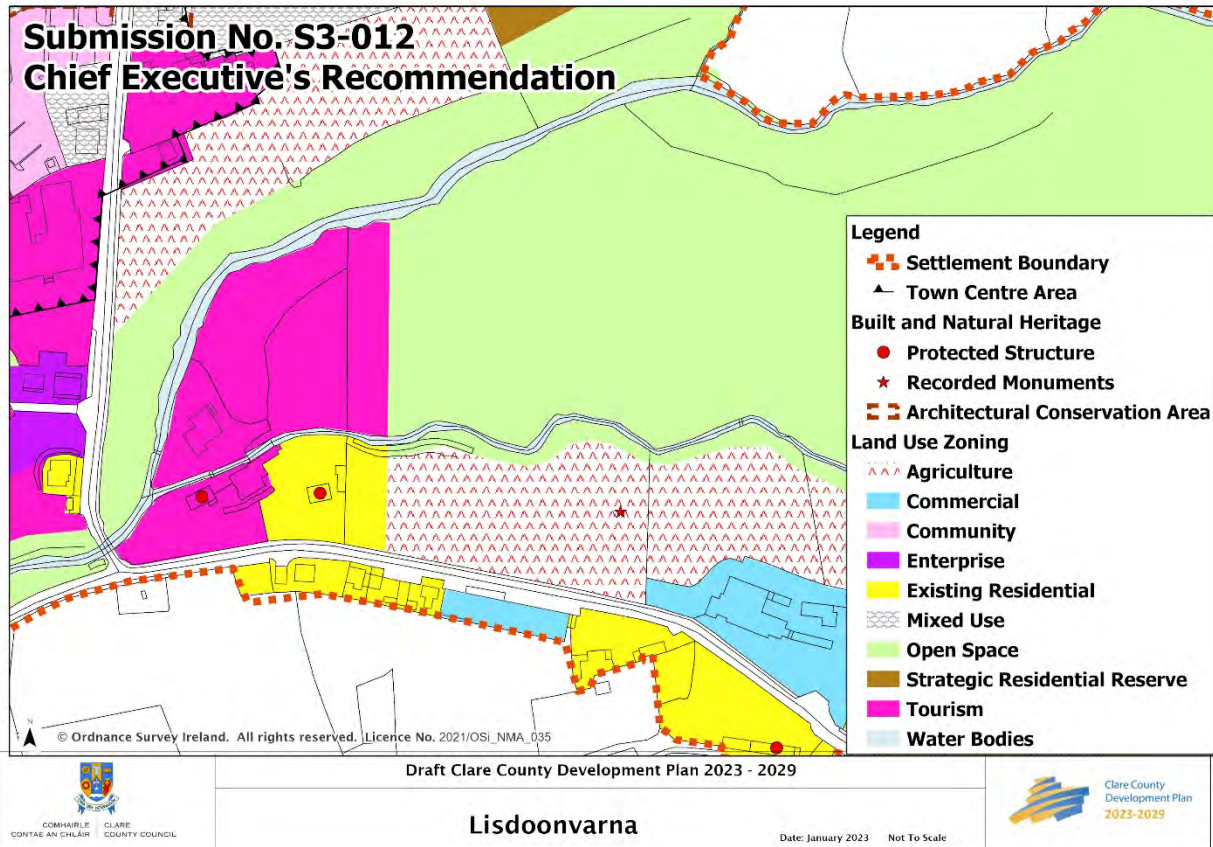 Submission No. S3-012
Chief Executive's Recommendation
Legend
Settlement Boundary
Town Centre Area
Built and Natural Heritage
Protected Structure
Recorded Monuments
Architectural Conservation Area
Land Use Zoning
Agriculture
Commercial
Community
Enterprise
Existing Residential
Mixed Use
Open Space
Strategic Residential Reserve
Tourism
Water Bodies
N
© Ordnance Survey Ireland. All rights reserved. Licence No. 2021/OSi_NMA_035
COMHAIRLE CONTAE AN CHLÁIR
CLARE COUNTY COUNCIL
Draft Clare County Development Plan 2023 - 2029
Lisdoonvarna
Date: January 2023 Not To Scale
Clare County
Development Plan
2023-2029